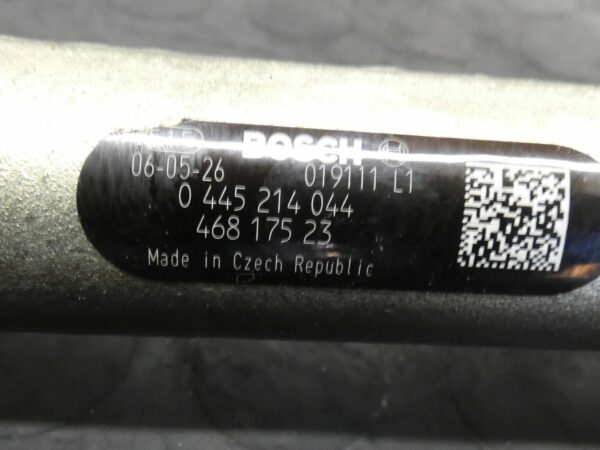 BOSCH
06-05-26 019111 L1
0 445 214 044
468 175 23
Made in Czech Republic